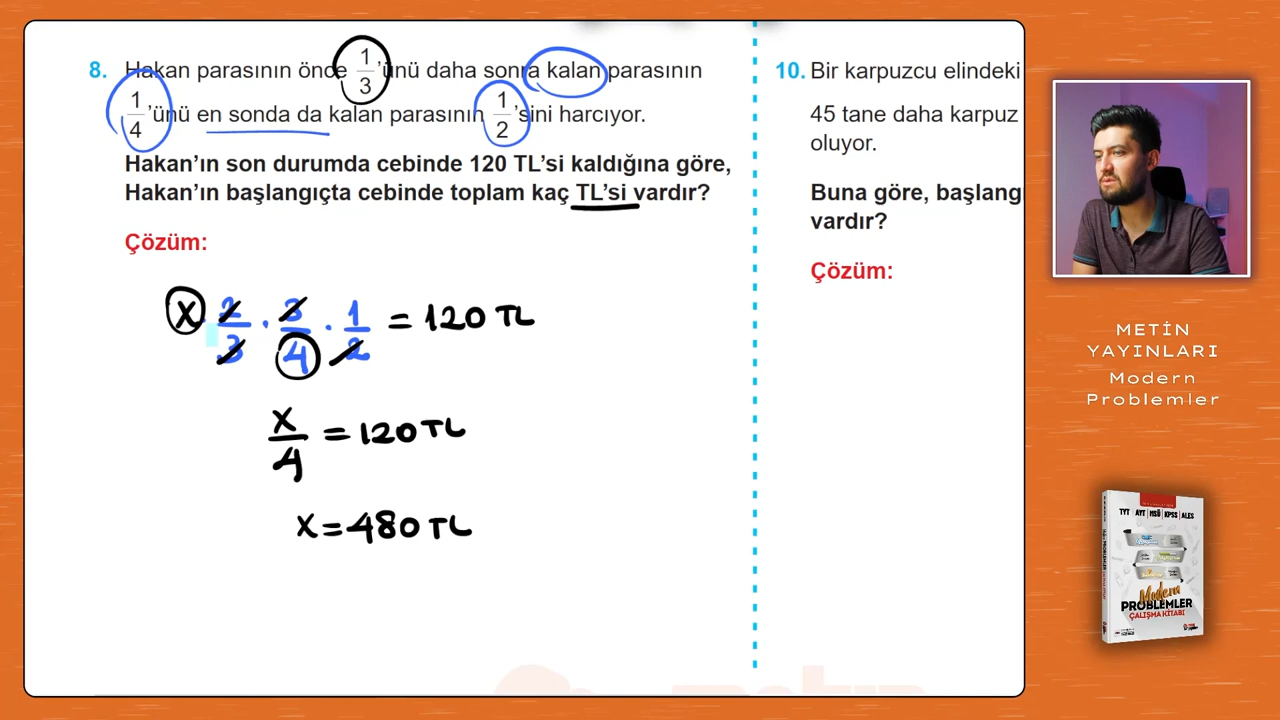 8. Hakan parasının önce 1/3 'ünü daha sonra kalan parasının
1/4 'ünü en sonda da kalan parasının 1/2 'sini harcıyor.
Hakan'ın son durumda cebinde 120 TL'si kaldığına göre,
Hakan'ın başlangıçta cebinde toplam kaç TL'si vardır?
Çözüm:
x · 2/3 · 3/4 · 1/2 = 120 TL
x/4 = 120 TL
x = 480 TL
10. Bir karpuzcu elindeki
45 tane daha karpuz
oluyor.
Buna göre, başlangı
vardır?
Çözüm:
METİN
YAYINLARI
Modern
Problemler
TYT AYT MSÜ KPSS ALES
Modern
PROBLEMLER
ÇALIŞMA KİTABI